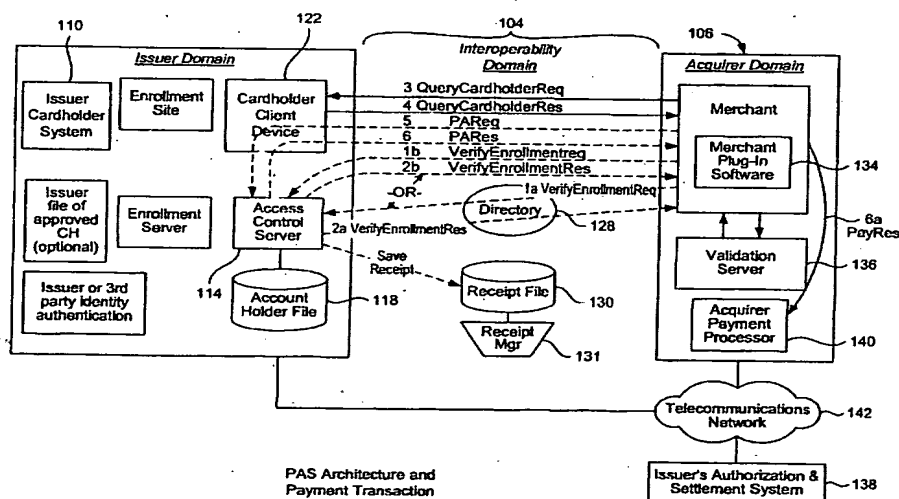 110
122
104
106
Issuer Domain
Interoperability
Domain
Acquirer Domain
Issuer
Cardholder
System
Enrollment
Site
Cardholder
Client
Device
3 QueryCardholderReq
4 QueryCardholderRes
5 PAReq
6 PARes
1b VerifyEnrollmentreq
2b VerifyEnrollmentRes
-OR-
1a VerifyEnrollmentReq
Directory
128
2a VerifyEnrollmentRes
Merchant
Merchant
Plug-In
Software
134
6a
PayRes
Issuer
file of
approved
CH
(optional)
Enrollment
Server
Access
Control
Server
114
Save
Receipt
Validation
Server
136
Issuer or 3rd
party identity
authentication
Account
Holder File
118
Receipt File
130
Receipt
Mgr
131
Acquirer
Payment
Processor
140
Telecommunications
Network
142
PAS Architecture and
Payment Transaction
Issuer's Authorization &
Settlement System
138